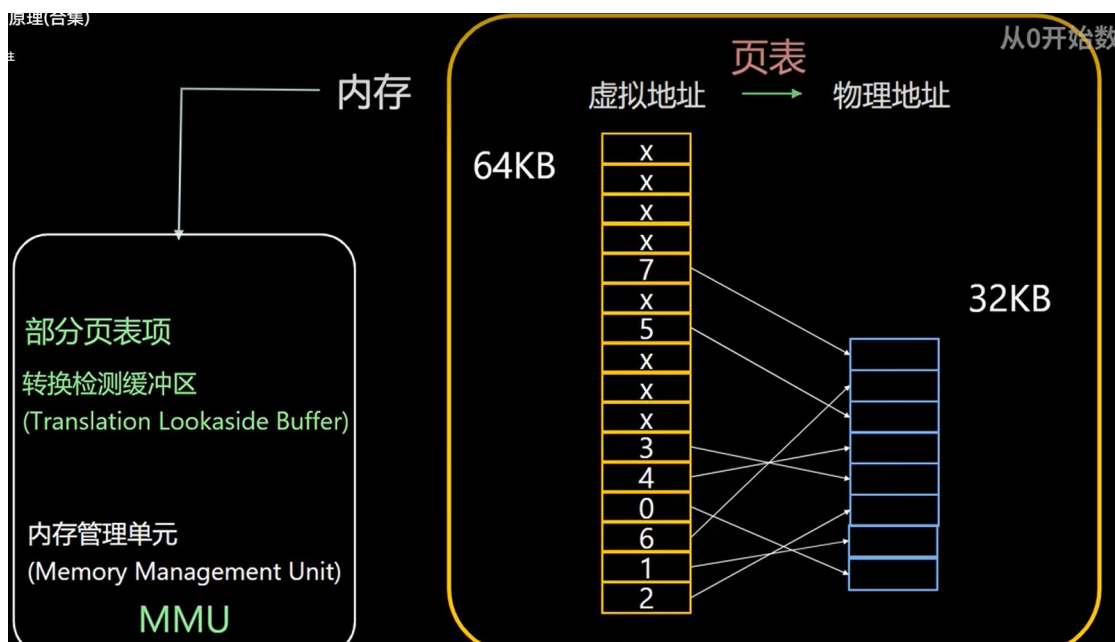 原理(合集)
从0开始数
内存
部分页表项
转换检测缓冲区
(Translation Lookaside Buffer)
内存管理单元
(Memory Management Unit)
MMU
页表
虚拟地址
物理地址
64KB
x
x
x
x
7
x
5
x
x
x
3
4
0
6
1
2
32KB